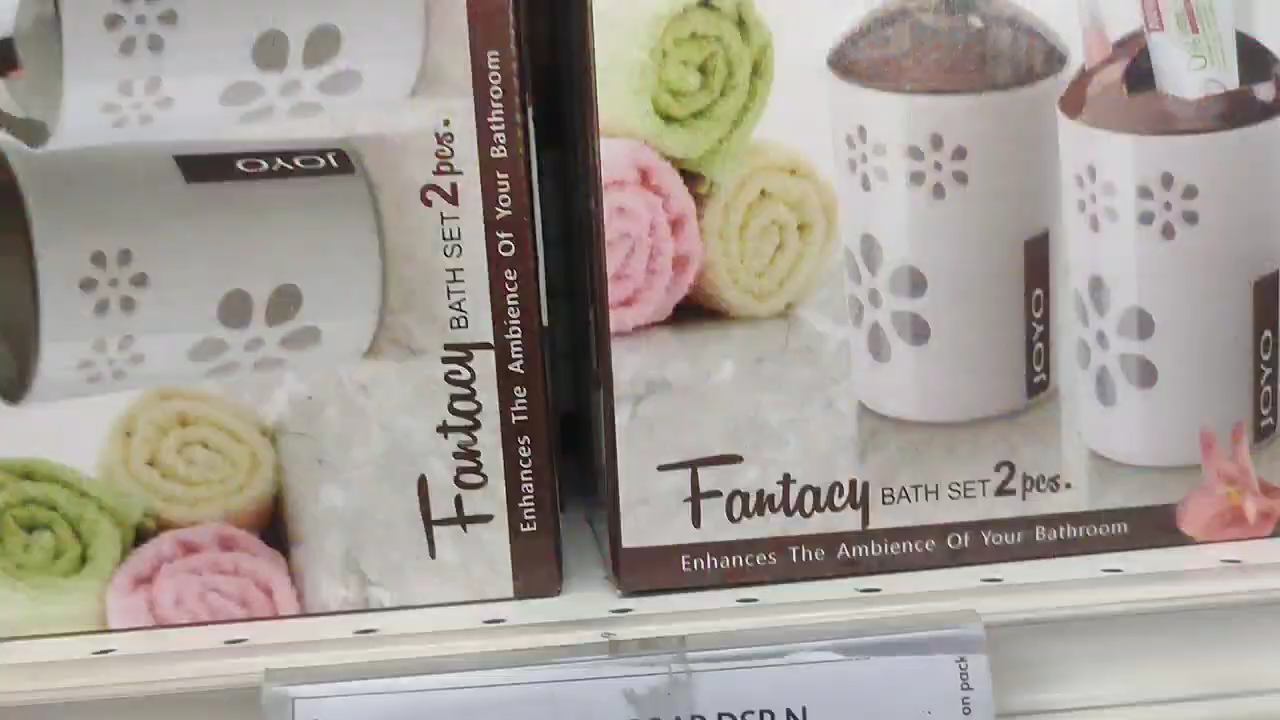 JOYO
Fantacy BATH SET 2 pcs.
Enhances The Ambience Of Your Bathroom
JOYO
JOYO
Fantacy BATH SET 2 pcs.
Enhances The Ambience Of Your Bathroom
on pack